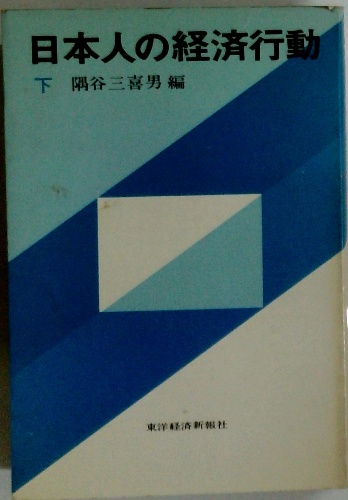 日本人の経済行動
下 隅谷三喜男 編
東洋経済新報社